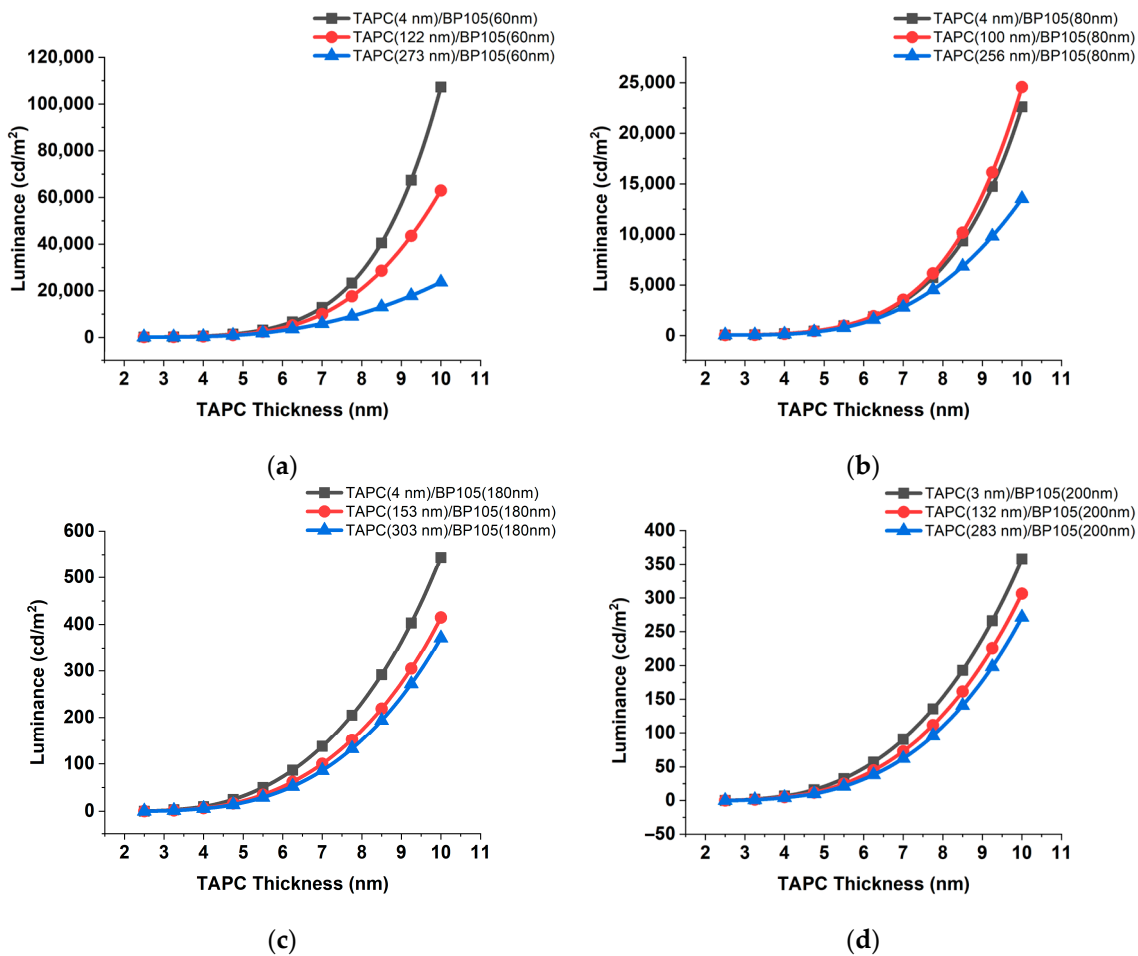 TAPC(4 nm)/BP105(60nm)
TAPC(122 nm)/BP105(60nm)
TAPC(273 nm)/BP105(60nm)
120,000
100,000
80,000
60,000
40,000
20,000
0
Luminance (cd/m²)
2 3 4 5 6 7 8 9 10 11
TAPC Thickness (nm)
(a)
TAPC(4 nm)/BP105(80nm)
TAPC(100 nm)/BP105(80nm)
TAPC(256 nm)/BP105(80nm)
25,000
20,000
15,000
10,000
5,000
0
Luminance (cd/m²)
2 3 4 5 6 7 8 9 10 11
TAPC Thickness (nm)
(b)
TAPC(4 nm)/BP105(180nm)
TAPC(153 nm)/BP105(180nm)
TAPC(303 nm)/BP105(180nm)
600
500
400
300
200
100
0
Luminance (cd/m²)
2 3 4 5 6 7 8 9 10 11
TAPC Thickness (nm)
(c)
TAPC(3 nm)/BP105(200nm)
TAPC(132 nm)/BP105(200nm)
TAPC(283 nm)/BP105(200nm)
400
350
300
250
200
150
100
50
0
−50
Luminance (cd/m²)
2 3 4 5 6 7 8 9 10 11
TAPC Thickness (nm)
(d)